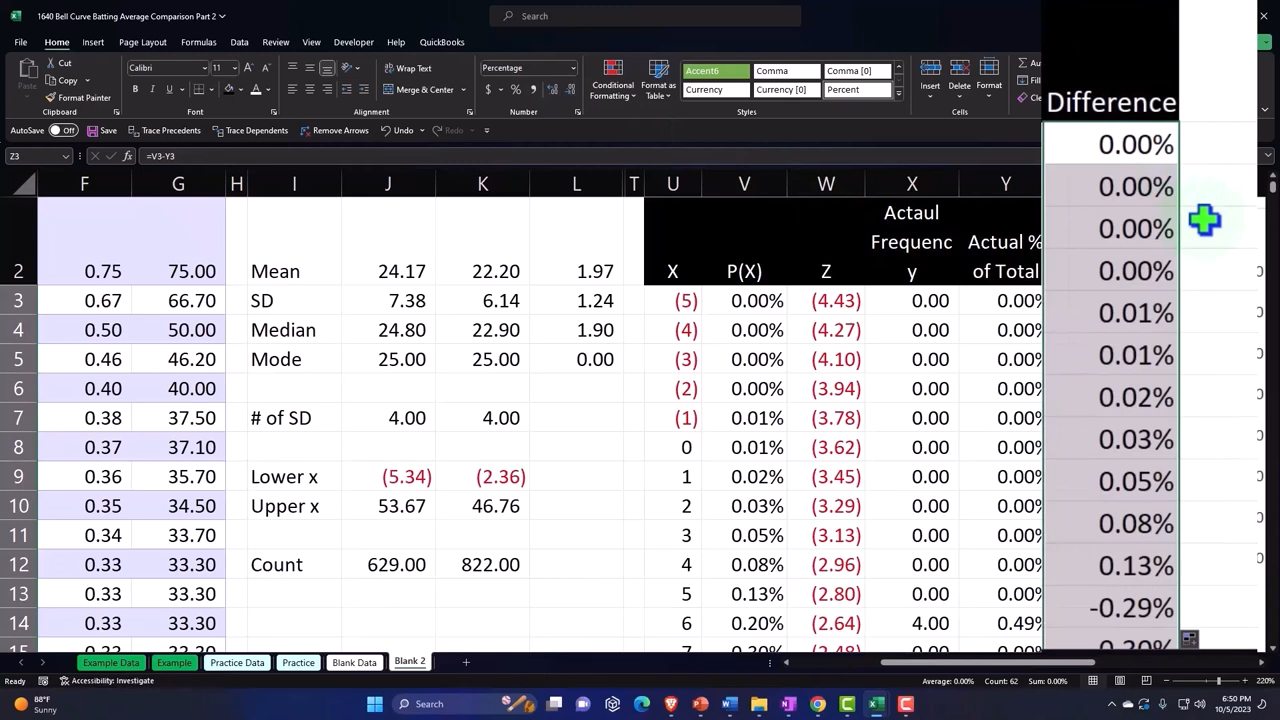 1640 Bell Curve Batting Average Comparison Part 2
Search
File Home Insert Page Layout Formulas Data Review View Developer Help QuickBooks
Cut
Copy
Format Painter
Clipboard
Calibri 11
Font
Wrap Text
Merge & Center
Alignment
Percentage
Number
Conditional Formatting
Format as Table
Accent6 Comma Comma [0]
Currency Currency [0] Percent
Styles
Insert Delete Format
Cells
AutoSave Off Save Trace Precedents Trace Dependents Remove Arrows Undo Redo
Z3 fx =V3-Y3
F G H I J K L T U V W X Y
X P(X) Z Actaul Frequenc y Actual % of Total Difference
2 0.75 75.00 Mean 24.17 22.20 1.97
3 0.67 66.70 SD 7.38 6.14 1.24 (5) 0.00% (4.43) 0.00 0.00%
4 0.50 50.00 Median 24.80 22.90 1.90 (4) 0.00% (4.27) 0.00 0.00%
5 0.46 46.20 Mode 25.00 25.00 0.00 (3) 0.00% (4.10) 0.00 0.00%
6 0.40 40.00 (2) 0.00% (3.94) 0.00 0.00%
7 0.38 37.50 # of SD 4.00 4.00 (1) 0.01% (3.78) 0.00 0.00%
8 0.37 37.10 0 0.01% (3.62) 0.00 0.00%
9 0.36 35.70 Lower x (5.34) (2.36) 1 0.02% (3.45) 0.00 0.00%
10 0.35 34.50 Upper x 53.67 46.76 2 0.03% (3.29) 0.00 0.00%
11 0.34 33.70 3 0.05% (3.13) 0.00 0.00%
12 0.33 33.30 Count 629.00 822.00 4 0.08% (2.96) 0.00 0.00%
13 0.33 33.30 5 0.13% (2.80) 0.00 0.00%
14 0.33 33.30 6 0.20% (2.64) 4.00 0.49%
0.00%
0.00%
0.00%
0.00%
0.01%
0.01%
0.02%
0.03%
0.05%
0.08%
0.13%
-0.29%
Example Data Example Practice Data Practice Blank Data Blank 2
Ready Accessibility: Investigate Average: 0.00% Count: 62 Sum: 0.00% 220%
88°F
Sunny
Search
6:50 PM
10/5/2023